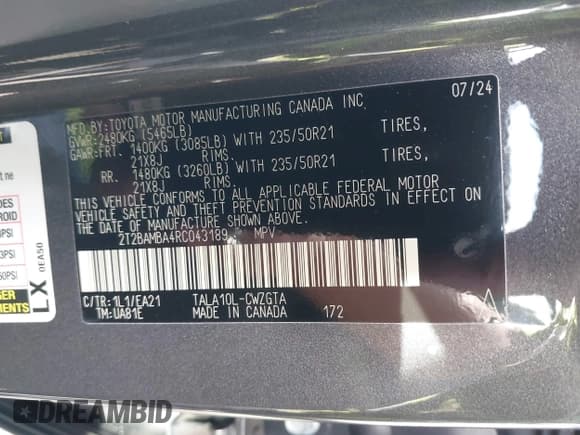 07/24
MFD.BY:TOYOTA MOTOR MANUFACTURING CANADA INC.
GVWR:2480KG (5465LB)
GAWR:FRT. 1400KG (3085LB) WITH 235/50R21 TIRES,
21X8J RIMS.
RR. 1480KG (3260LB) WITH 235/50R21 TIRES,
21X8J RIMS.
THIS VEHICLE CONFORMS TO ALL APPLICABLE FEDERAL MOTOR
VEHICLE SAFETY AND THEFT PREVENTION STANDARDS IN EFFECT ON
THE DATE OF MANUFACTURE SHOWN ABOVE.
2T2BAMBA4RC043189 MPV
C/TR:1L1/EA21 TALA10L-CWZGTA
TM:UA81E MADE IN CANADA 172
LX
0EA50
DREAMBID